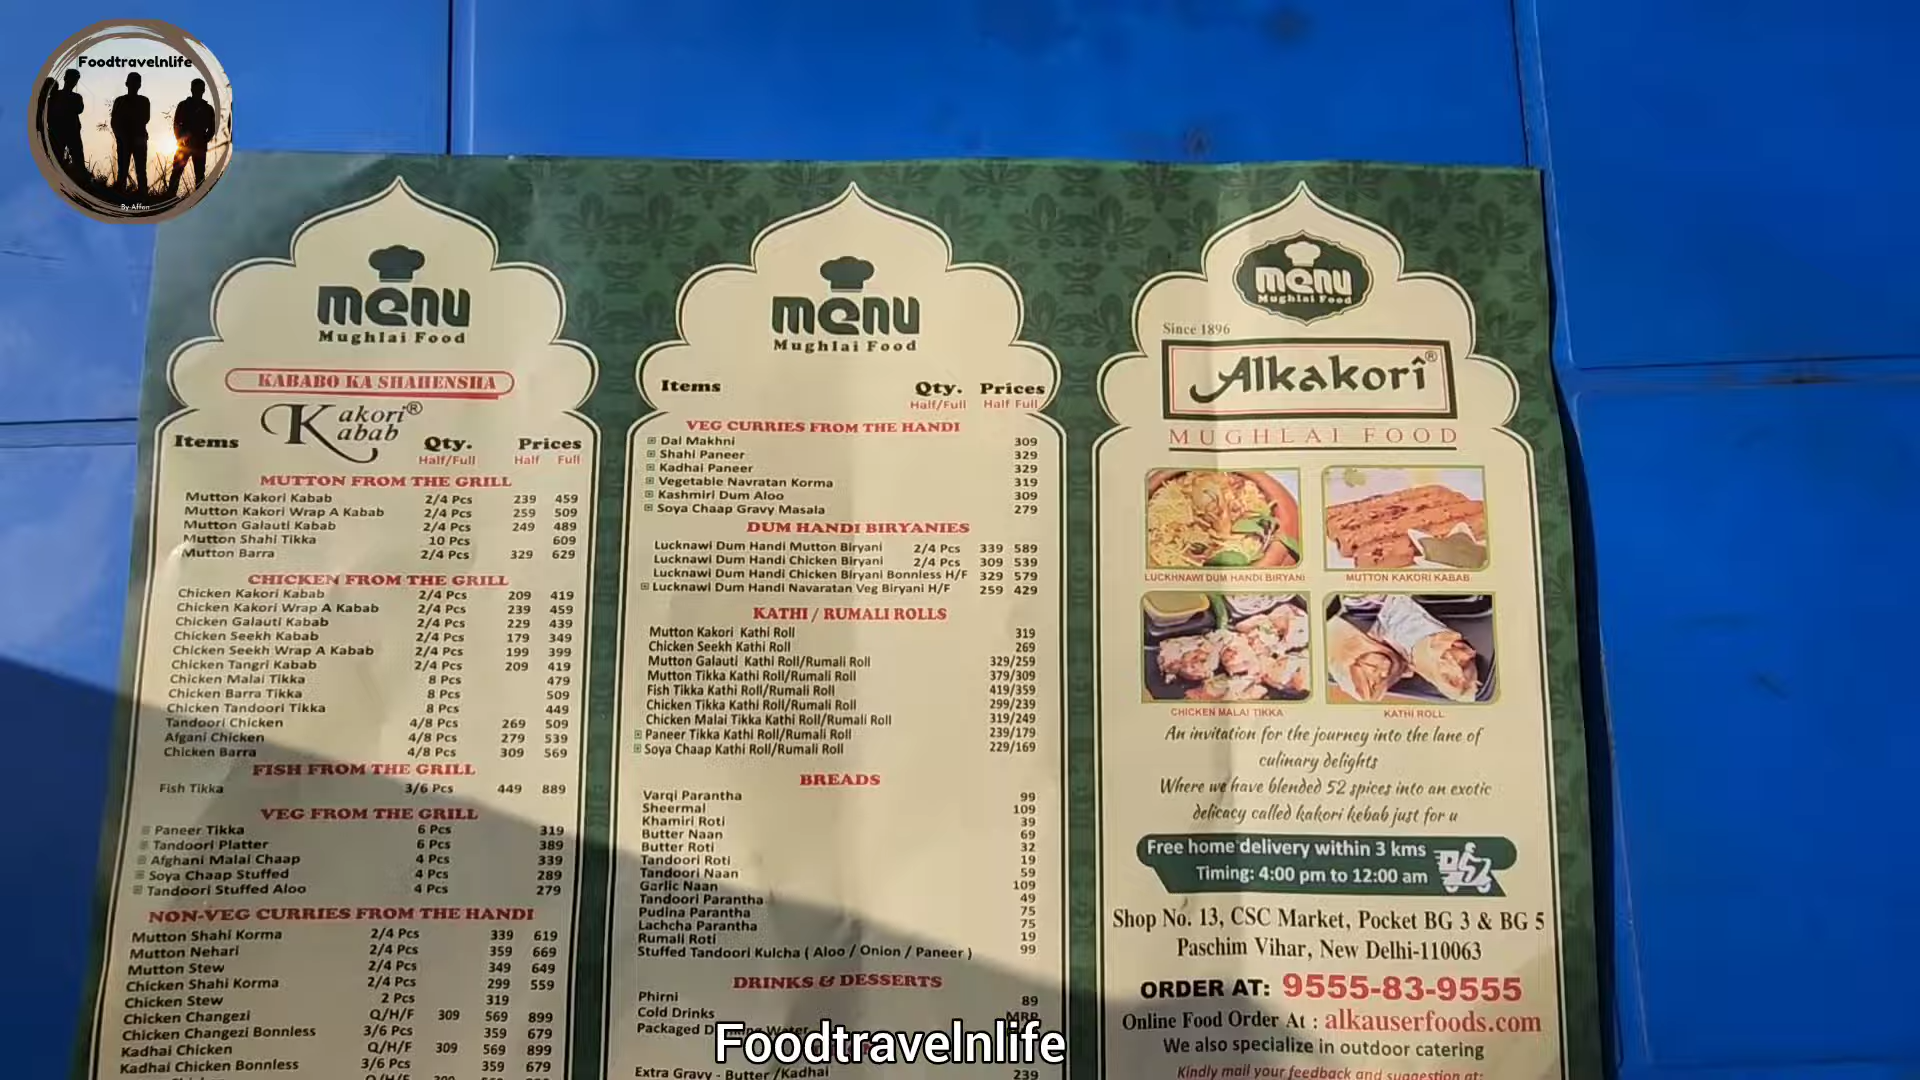 Foodtravelnlife
By Affan
menu
Mughlai Food
KABABO KA SHAHENSHA
Kakori® Kabab
Items Qty. Prices
Half/Full Half Full
MUTTON FROM THE GRILL
Mutton Kakori Kabab 2/4 Pcs 239 459
Mutton Kakori Wrap A Kabab 2/4 Pcs 259 509
Mutton Galauti Kabab 2/4 Pcs 249 489
Mutton Shahi Tikka 10 Pcs 609
Mutton Barra 2/4 Pcs 329 629
CHICKEN FROM THE GRILL
Chicken Kakori Kabab 2/4 Pcs 209 419
Chicken Kakori Wrap A Kabab 2/4 Pcs 239 459
Chicken Galauti Kabab 2/4 Pcs 229 439
Chicken Seekh Kabab 2/4 Pcs 179 349
Chicken Seekh Wrap A Kabab 2/4 Pcs 199 399
Chicken Tangri Kabab 2/4 Pcs 209 419
Chicken Malai Tikka 8 Pcs 479
Chicken Barra Tikka 8 Pcs 509
Chicken Tandoori Tikka 8 Pcs 449
Tandoori Chicken 4/8 Pcs 269 509
Afgani Chicken 4/8 Pcs 279 539
Chicken Barra 4/8 Pcs 309 569
FISH FROM THE GRILL
Fish Tikka 3/6 Pcs 449 889
VEG FROM THE GRILL
Paneer Tikka 6 Pcs 319
Tandoori Platter 6 Pcs 389
Afghani Malai Chaap 4 Pcs 339
Soya Chaap Stuffed 4 Pcs 289
Tandoori Stuffed Aloo 4 Pcs 279
NON-VEG CURRIES FROM THE HANDI
Mutton Shahi Korma 2/4 Pcs 339 619
Mutton Nehari 2/4 Pcs 359 669
Mutton Stew 2/4 Pcs 349 649
Chicken Shahi Korma 2/4 Pcs 299 559
Chicken Stew 2 Pcs 319
Chicken Changezi Q/H/F 309 569 899
Chicken Changezi Bonnless 3/6 Pcs 359 679
Kadhai Chicken Q/H/F 309 569 899
Kadhai Chicken Bonnless 3/6 Pcs 359 679
menu
Mughlai Food
Items Qty. Prices
Half/Full Half Full
VEG CURRIES FROM THE HANDI
Dal Makhni 309
Shahi Paneer 329
Kadhai Paneer 329
Vegetable Navratan Korma 319
Kashmiri Dum Aloo 309
Soya Chaap Gravy Masala 279
DUM HANDI BIRYANIES
Lucknawi Dum Handi Mutton Biryani 2/4 Pcs 339 589
Lucknawi Dum Handi Chicken Biryani 2/4 Pcs 309 539
Lucknawi Dum Handi Chicken Biryani Bonnless H/F 329 579
Lucknawi Dum Handi Navaratan Veg Biryani H/F 259 429
KATHI / RUMALI ROLLS
Mutton Kakori Kathi Roll 319
Chicken Seekh Kathi Roll 269
Mutton Galauti Kathi Roll/Rumali Roll 329/259
Mutton Tikka Kathi Roll/Rumali Roll 379/309
Fish Tikka Kathi Roll/Rumali Roll 419/359
Chicken Tikka Kathi Roll/Rumali Roll 299/239
Chicken Malai Tikka Kathi Roll/Rumali Roll 319/249
Paneer Tikka Kathi Roll/Rumali Roll 239/179
Soya Chaap Kathi Roll/Rumali Roll 229/169
BREADS
Varqi Parantha 99
Sheermal 109
Khamiri Roti 39
Butter Naan 69
Butter Roti 32
Tandoori Roti 19
Tandoori Naan 59
Garlic Naan 109
Tandoori Parantha 49
Pudina Parantha 75
Lachcha Parantha 75
Rumali Roti 19
Stuffed Tandoori Kulcha ( Aloo / Onion / Paneer ) 99
DRINKS & DESSERTS
Phirni 89
Cold Drinks MRP
Packaged Drinking Water
Extra Gravy - Butter /Kadhai 239
menu
Mughlai Food
Since 1896
Alkakori®
MUGHLAI FOOD
LUCKHNAWI DUM HANDI BIRYANI MUTTON KAKORI KABAB
CHICKEN MALAI TIKKA KATHI ROLL
An invitation for the journey into the lane of
culinary delights
Where we have blended 52 spices into an exotic
delicacy called kakori kebab just for u
Free home delivery within 3 kms
Timing: 4:00 pm to 12:00 am
Shop No. 13, CSC Market, Pocket BG 3 & BG 5
Paschim Vihar, New Delhi-110063
ORDER AT: 9555-83-9555
Online Food Order At : alkauserfoods.com
We also specialize in outdoor catering
Kindly mail your feedback and suggestion at:
Foodtravelnlife